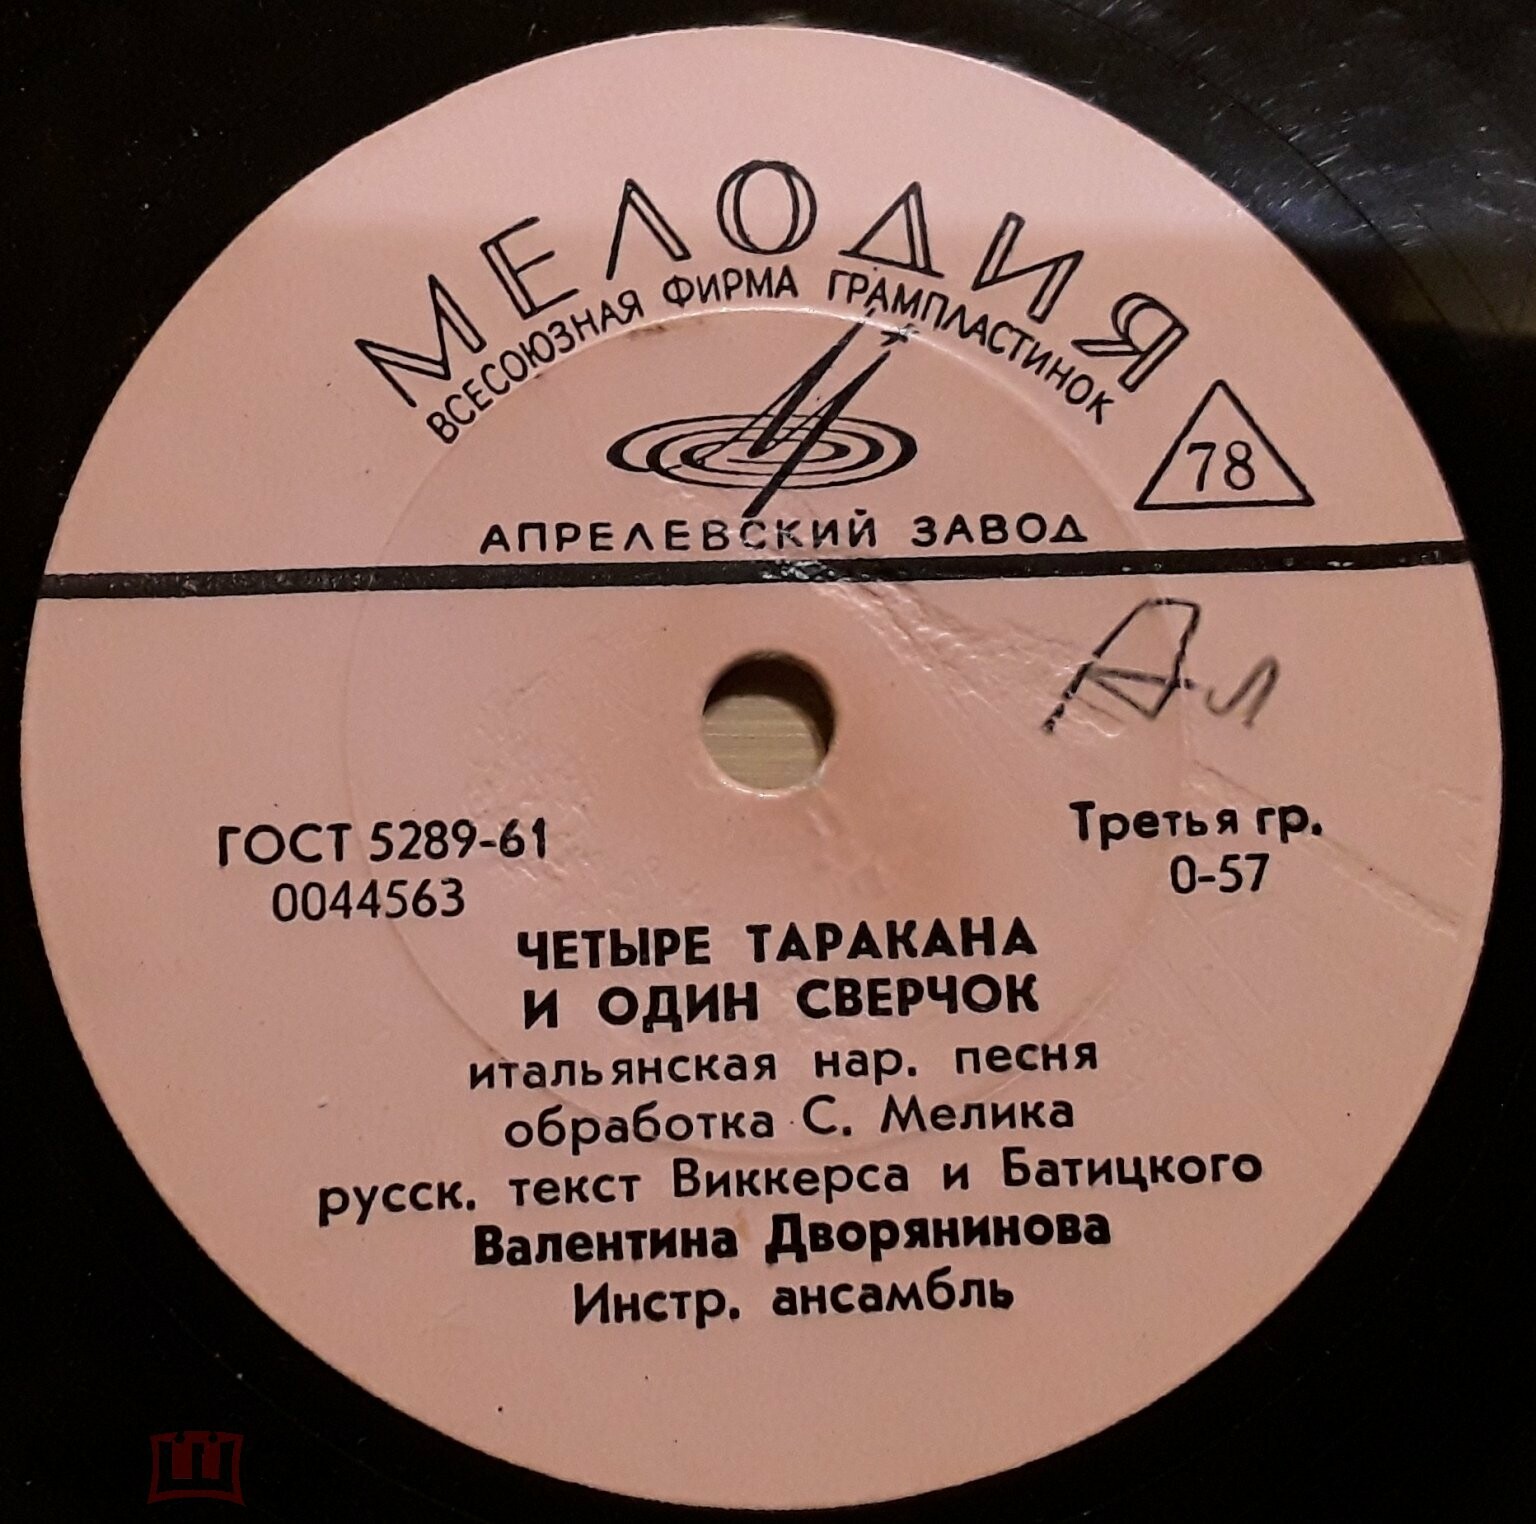 МЕЛОДИЯ
ВСЕСОЮЗНАЯ ФИРМА ГРАМПЛАСТИНОК
78
АПРЕЛЕВСКИЙ ЗАВОД
Ал
ГОСТ 5289-61
0044563
Третья гр.
0-57
ЧЕТЫРЕ ТАРАКАНА
И ОДИН СВЕРЧОК
итальянская нар. песня
обработка С. Мелика
русск. текст Виккерса и Батицкого
Валентина Дворянинова
Инстр. ансамбль